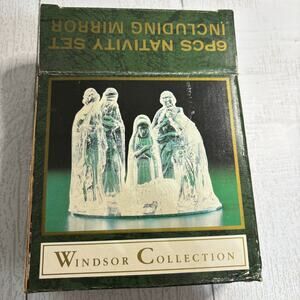 6PCS NATIVITY SET
INCLUDING MIRROR
WINDSOR COLLECTION